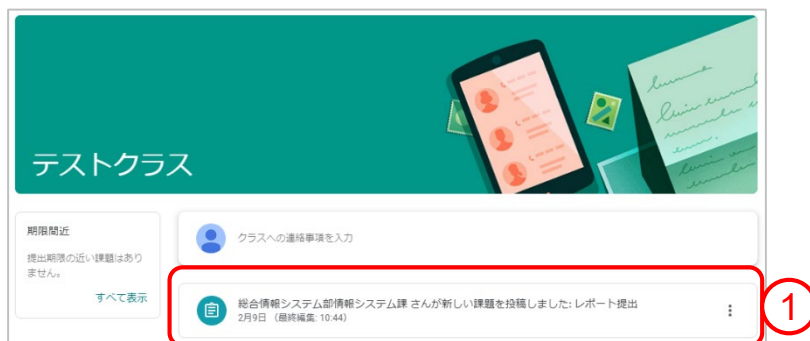 テストクラス
期限間近
提出期限の近い課題はあり
ません。
すべて表示
クラスへの連絡事項を入力
総合情報システム部情報システム課 さんが新しい課題を投稿しました: レポート提出
2月9日 （最終編集: 10:44）
1